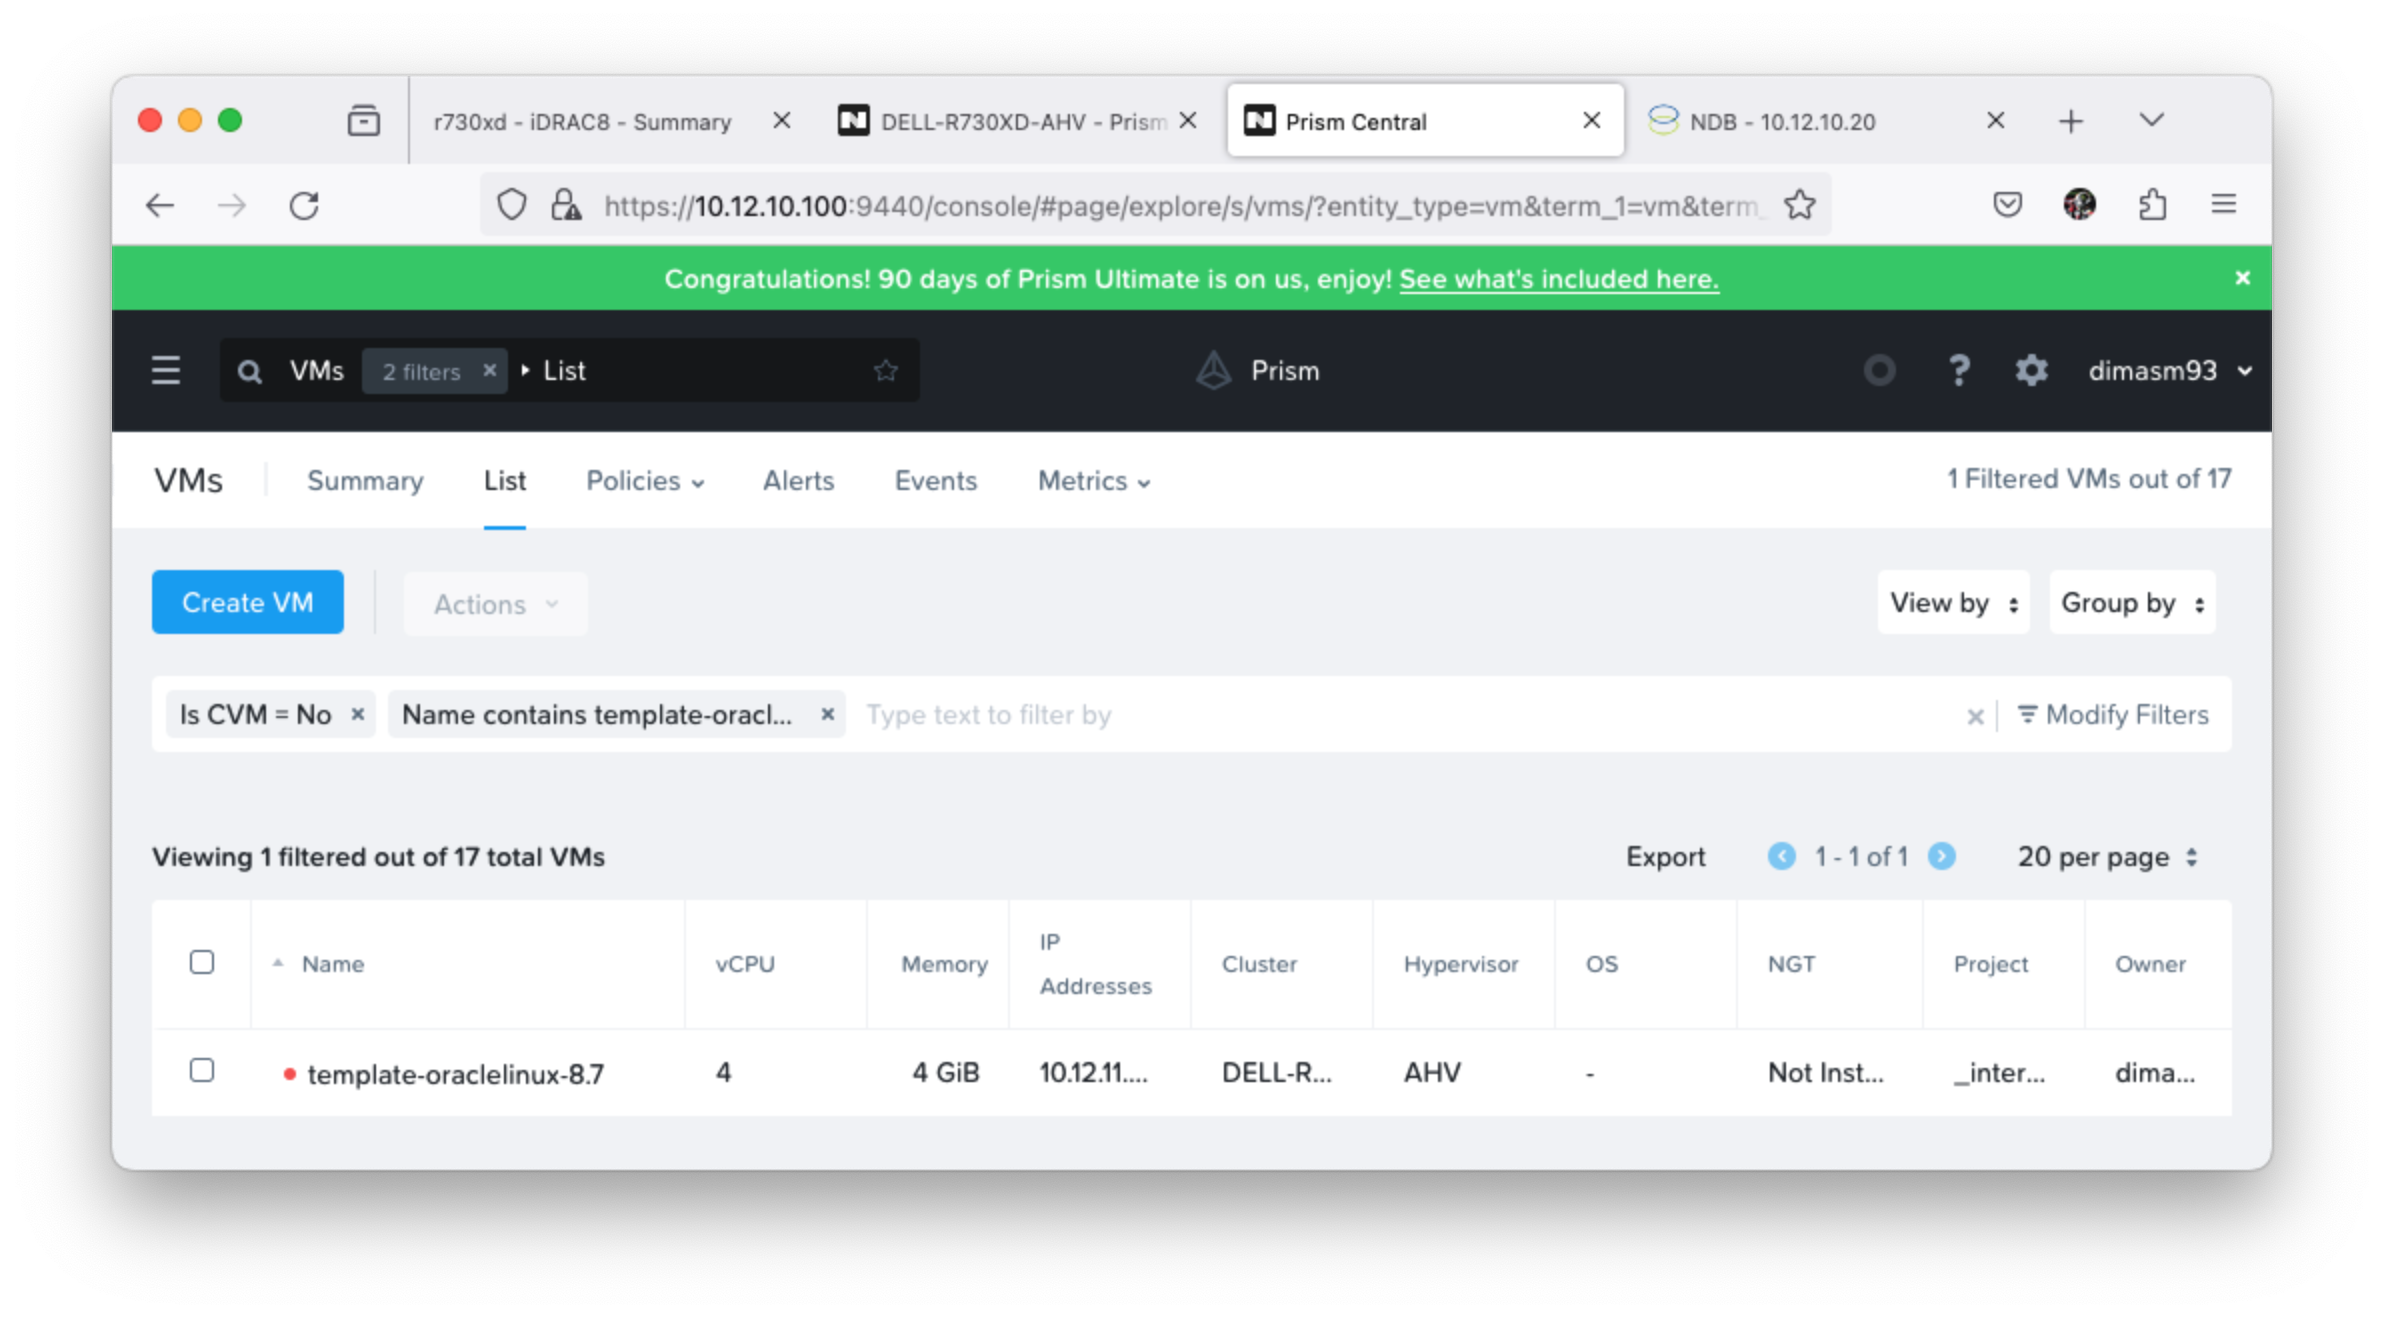 r730xd - iDRAC8 - Summary
DELL-R730XD-AHV - Prism
Prism Central
NDB - 10.12.10.20
https://10.12.10.100:9440/console/#page/explore/s/vms/?entity_type=vm&term_1=vm&term_
Congratulations! 90 days of Prism Ultimate is on us, enjoy! See what's included here.
VMs 2 filters List
Prism
dimasm93
VMs Summary List Policies Alerts Events Metrics
1 Filtered VMs out of 17
Create VM Actions
View by Group by
Is CVM = No Name contains template-oracl... Type text to filter by
Modify Filters
Viewing 1 filtered out of 17 total VMs
Export 1 - 1 of 1 20 per page
Name vCPU Memory IP Addresses Cluster Hypervisor OS NGT Project Owner
template-oraclelinux-8.7 4 4 GiB 10.12.11.... DELL-R... AHV - Not Inst... _inter... dima...